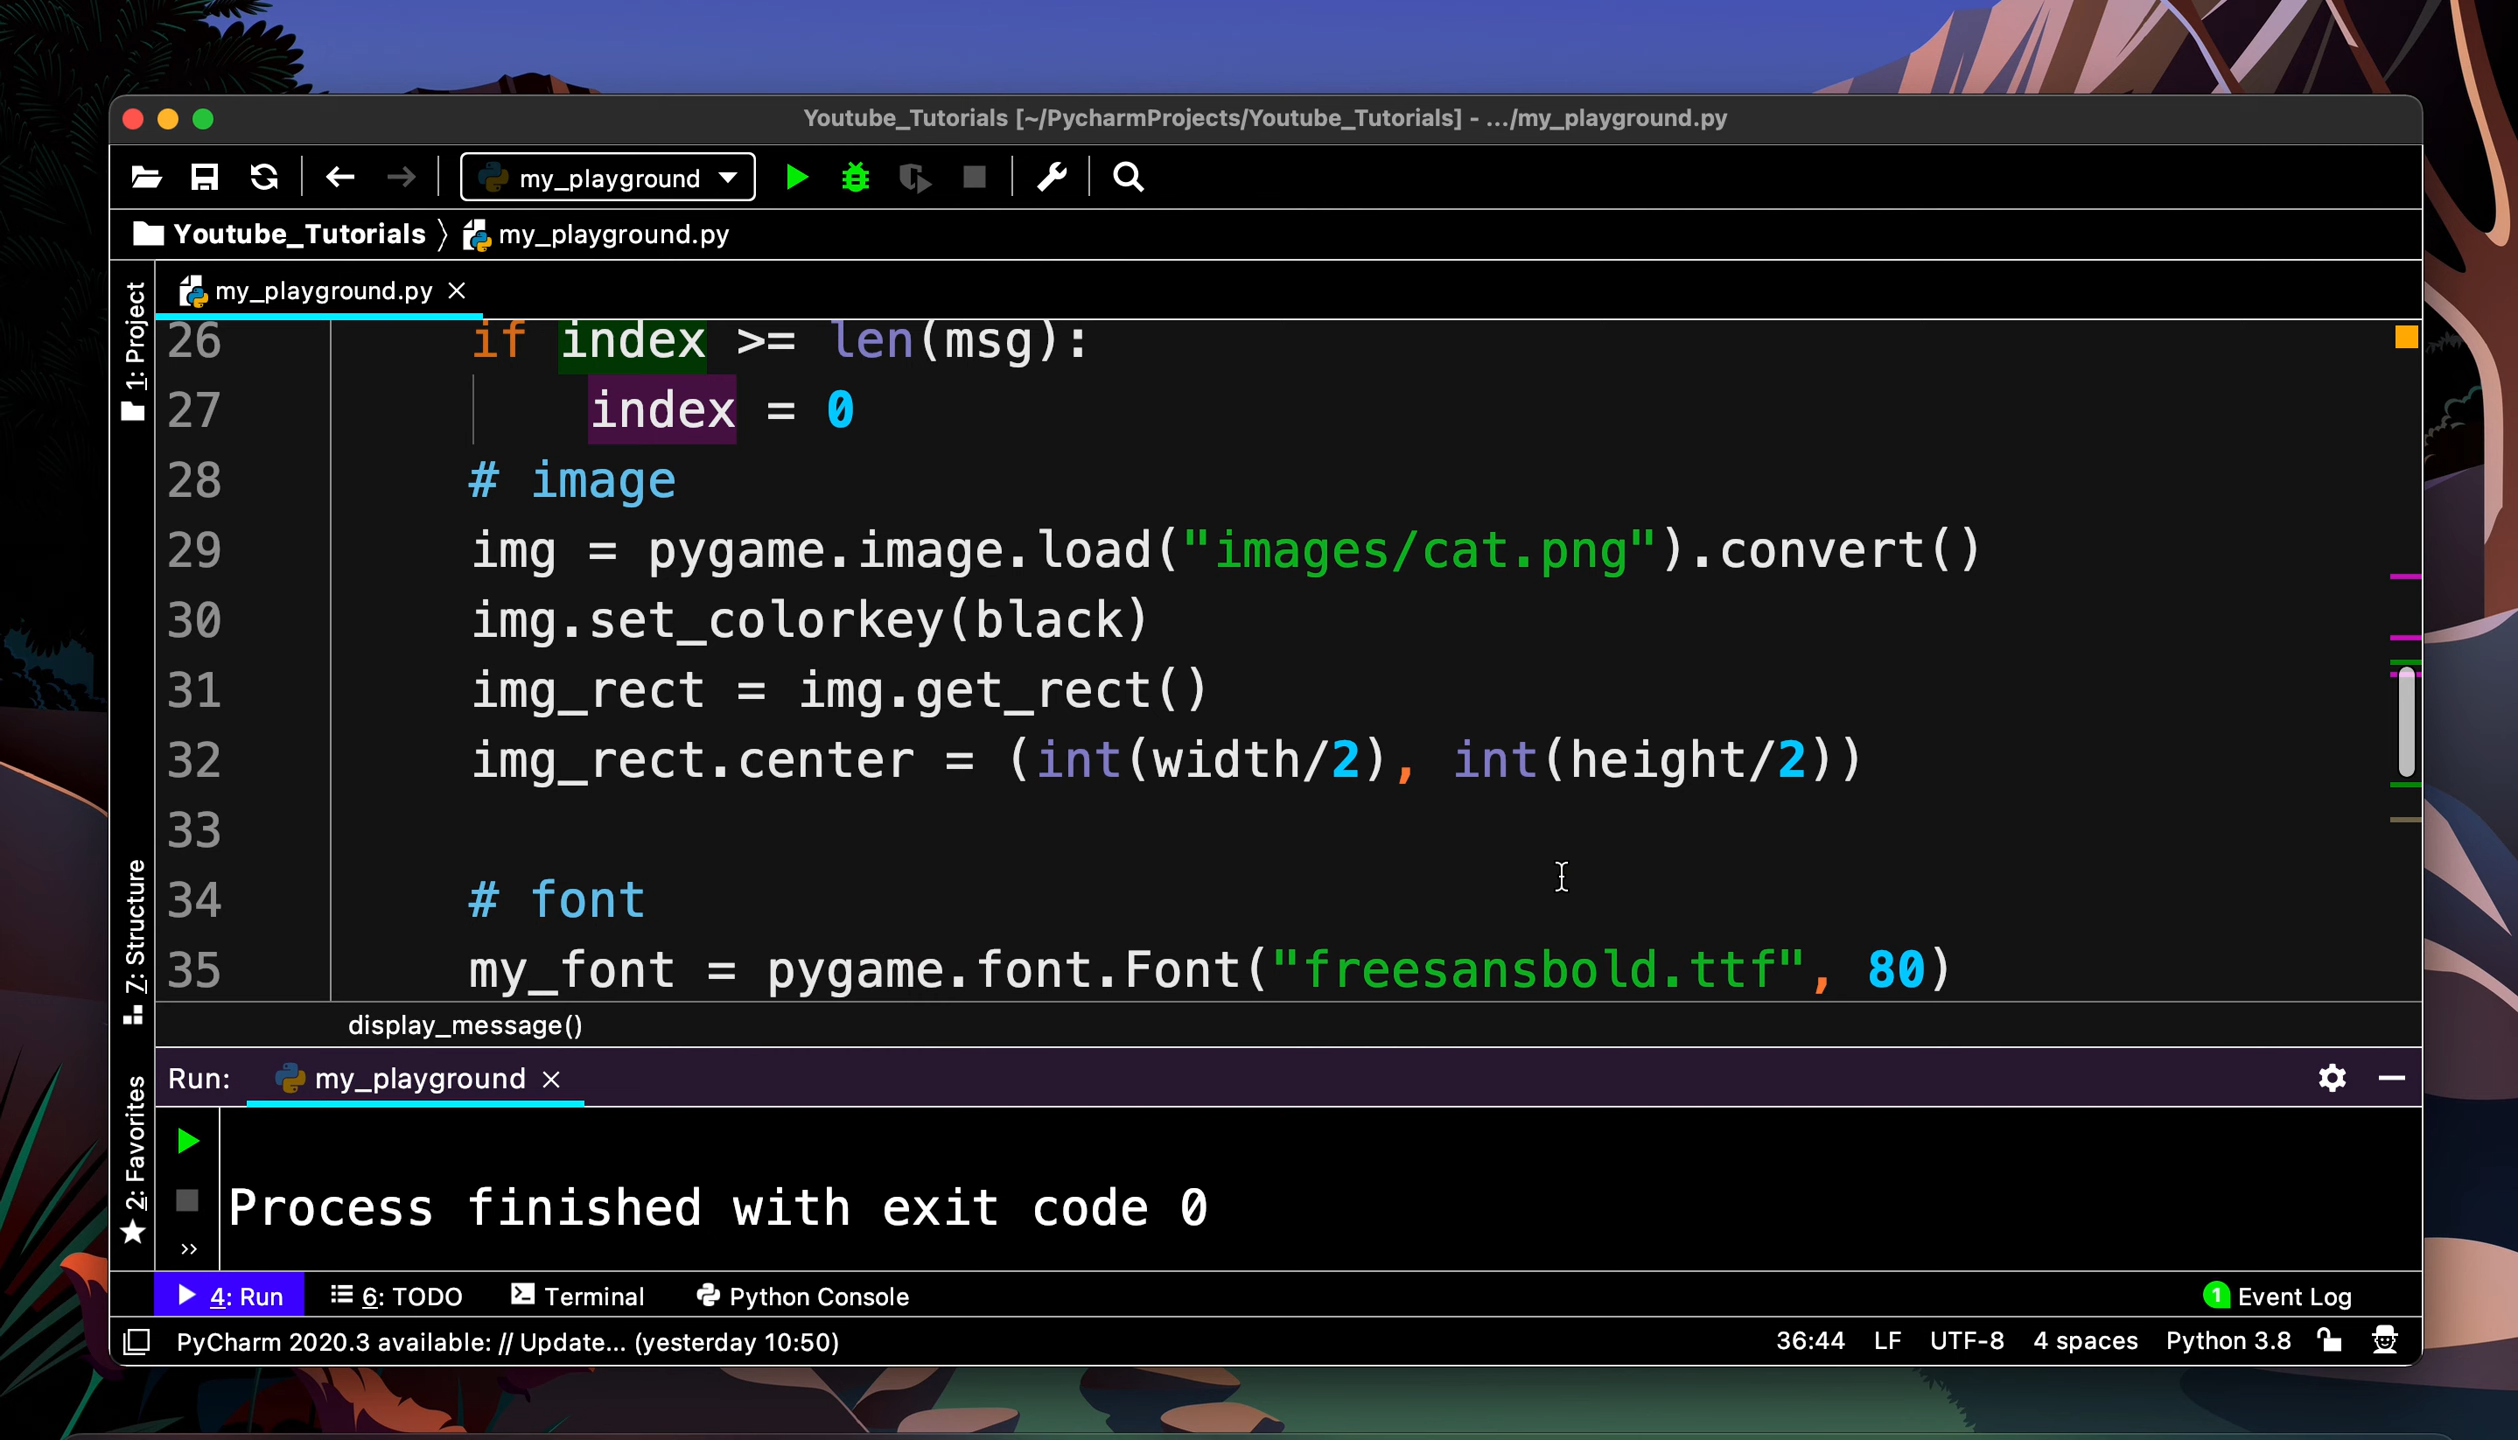 Youtube_Tutorials [~/PycharmProjects/Youtube_Tutorials] - .../my_playground.py
my_playground
Youtube_Tutorials 〉 my_playground.py
my_playground.py
1: Project
26 if index >= len(msg):
27 index = 0
28 # image
29 img = pygame.image.load("images/cat.png").convert()
30 img.set_colorkey(black)
31 img_rect = img.get_rect()
32 img_rect.center = (int(width/2), int(height/2))
33
34 # font
35 my_font = pygame.font.Font("freesansbold.ttf", 80)
7: Structure
display_message()
Run: my_playground
2: Favorites
Process finished with exit code 0
4: Run 6: TODO Terminal Python Console 1 Event Log
PyCharm 2020.3 available: // Update... (yesterday 10:50) 36:44 LF UTF-8 4 spaces Python 3.8